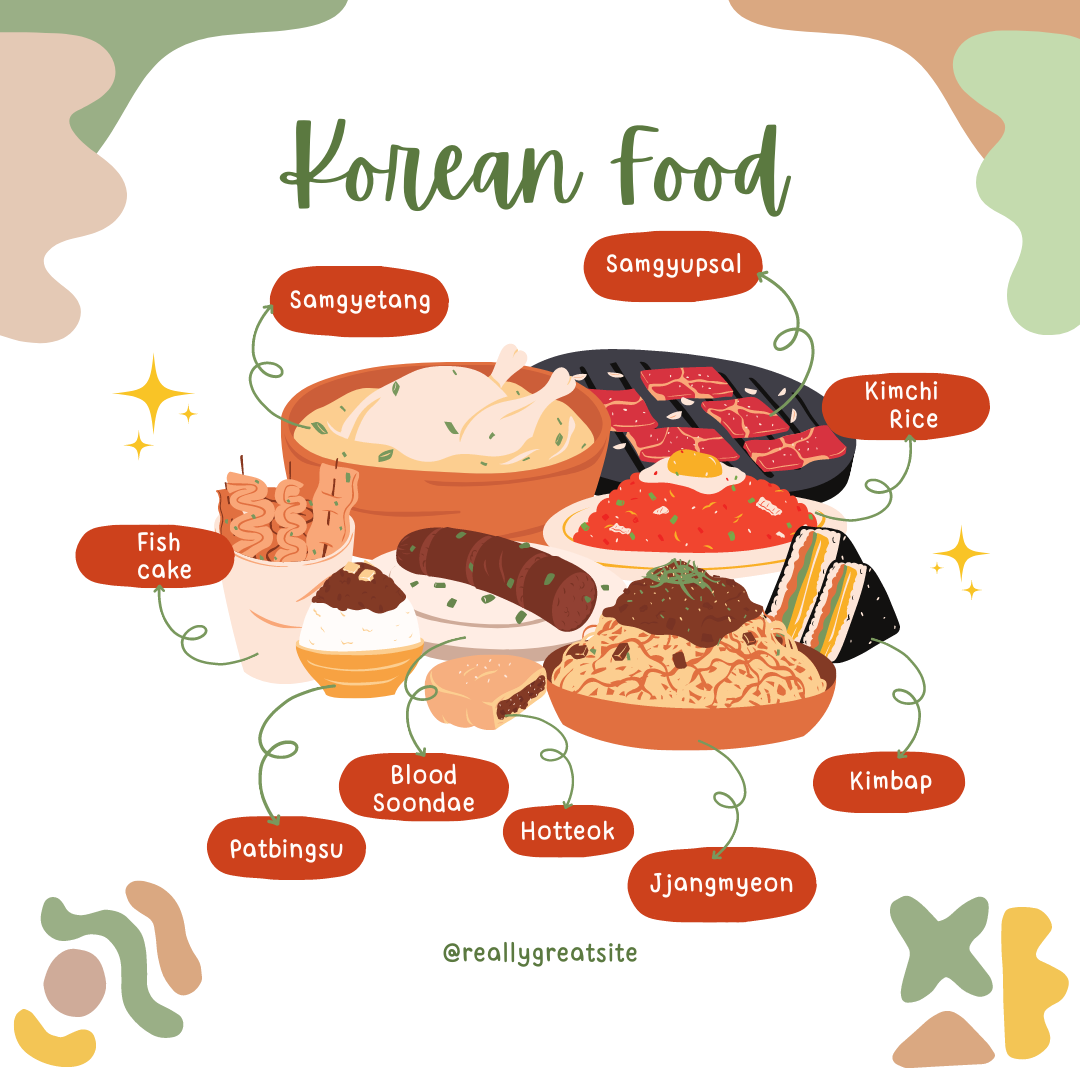 Korean Food
Samgyupsal
Samgyetang
Kimchi
Rice
Fish
cake
Blood
Soondae
Kimbap
Hotteok
Patbingsu
Jjangmyeon
@reallygreatsite